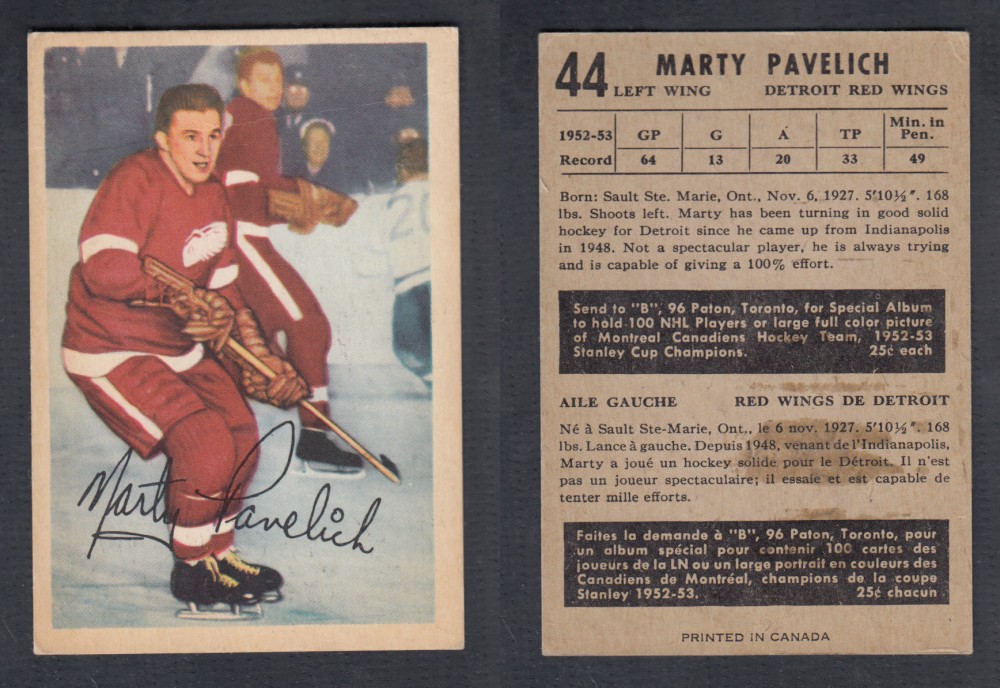 Marty Pavelich
20
44 MARTY PAVELICH
LEFT WING DETROIT RED WINGS
1952-53 Record GP G A TP Min. in Pen.
64 13 20 33 49
Born: Sault Ste. Marie, Ont., Nov. 6, 1927. 5'10½". 168
lbs. Shoots left. Marty has been turning in good solid
hockey for Detroit since he came up from Indianapolis
in 1948. Not a spectacular player, he is always trying
and is capable of giving a 100% effort.
Send to "B", 96 Paton, Toronto, for Special Album
to hold 100 NHL Players or large full color picture
of Montreal Canadiens Hockey Team, 1952-53
Stanley Cup Champions. 25¢ each
AILE GAUCHE RED WINGS DE DETROIT
Né à Sault Ste-Marie, Ont., le 6 nov. 1927. 5'10½". 168
lbs. Lance à gauche. Depuis 1948, venant de l'Indianapolis,
Marty a joué un hockey solide pour le Détroit. Il n'est
pas un joueur spectaculaire; il essaie et est capable de
tenter mille efforts.
Faites la demande à "B", 96 Paton, Toronto, pour
un album spécial pour contenir 100 cartes des
joueurs de la LN ou un large portrait en couleurs des
Canadiens de Montréal, champions de la coupe
Stanley 1952-53. 25¢ chacun
PRINTED IN CANADA